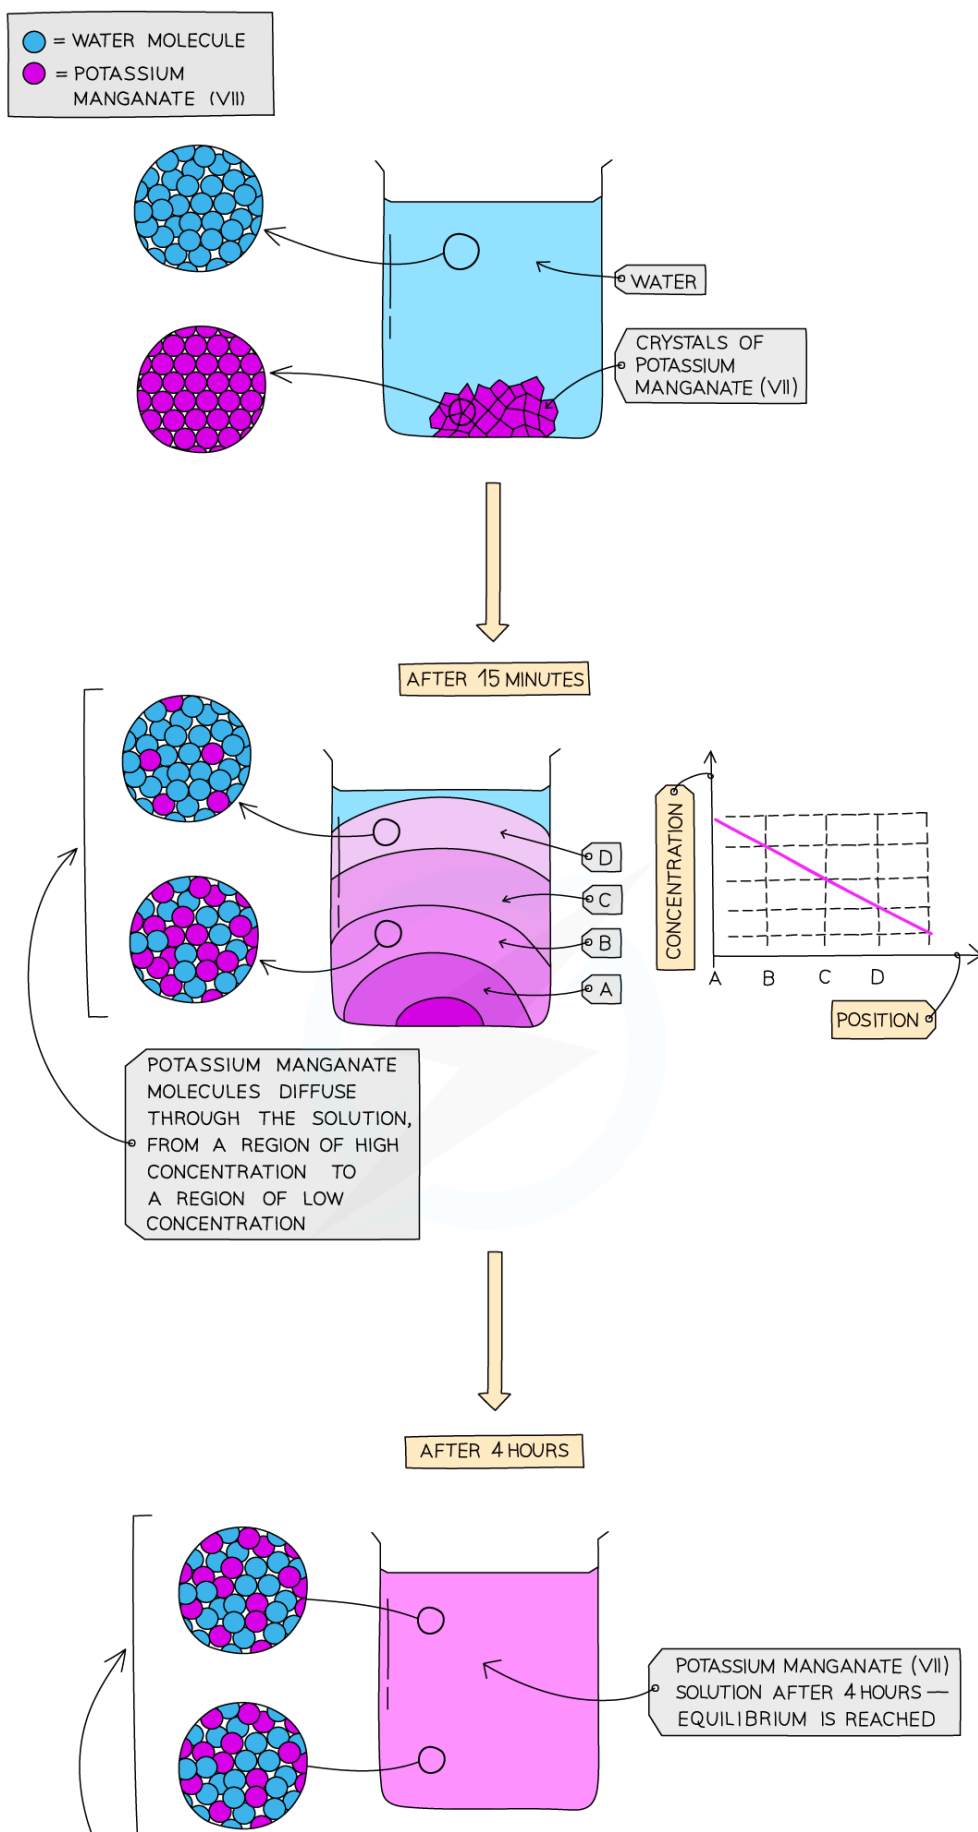 = WATER MOLECULE
= POTASSIUM
MANGANATE (VII)
WATER
CRYSTALS OF
POTASSIUM
MANGANATE (VII)
AFTER 15 MINUTES
D
C
B
A
CONCENTRATION
A B C D
POSITION
POTASSIUM MANGANATE
MOLECULES DIFFUSE
THROUGH THE SOLUTION,
FROM A REGION OF HIGH
CONCENTRATION TO
A REGION OF LOW
CONCENTRATION
AFTER 4 HOURS
POTASSIUM MANGANATE (VII)
SOLUTION AFTER 4 HOURS —
EQUILIBRIUM IS REACHED